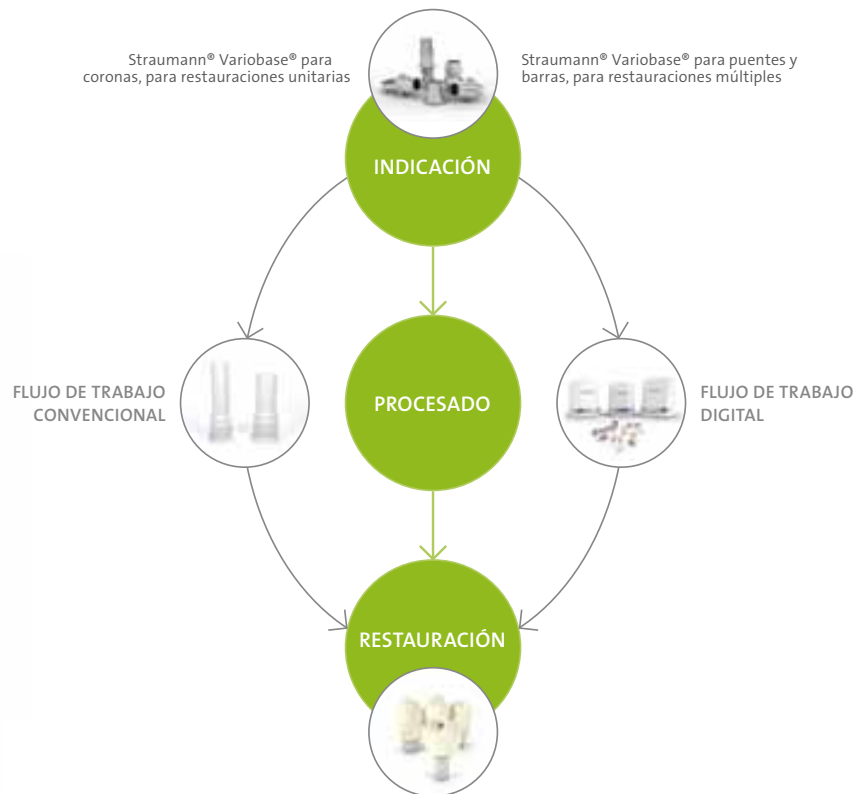 Straumann® Variobase® para
coronas, para restauraciones unitarias
Straumann® Variobase® para puentes y
barras, para restauraciones múltiples
INDICACIÓN
FLUJO DE TRABAJO
CONVENCIONAL
PROCESADO
FLUJO DE TRABAJO
DIGITAL
RESTAURACIÓN